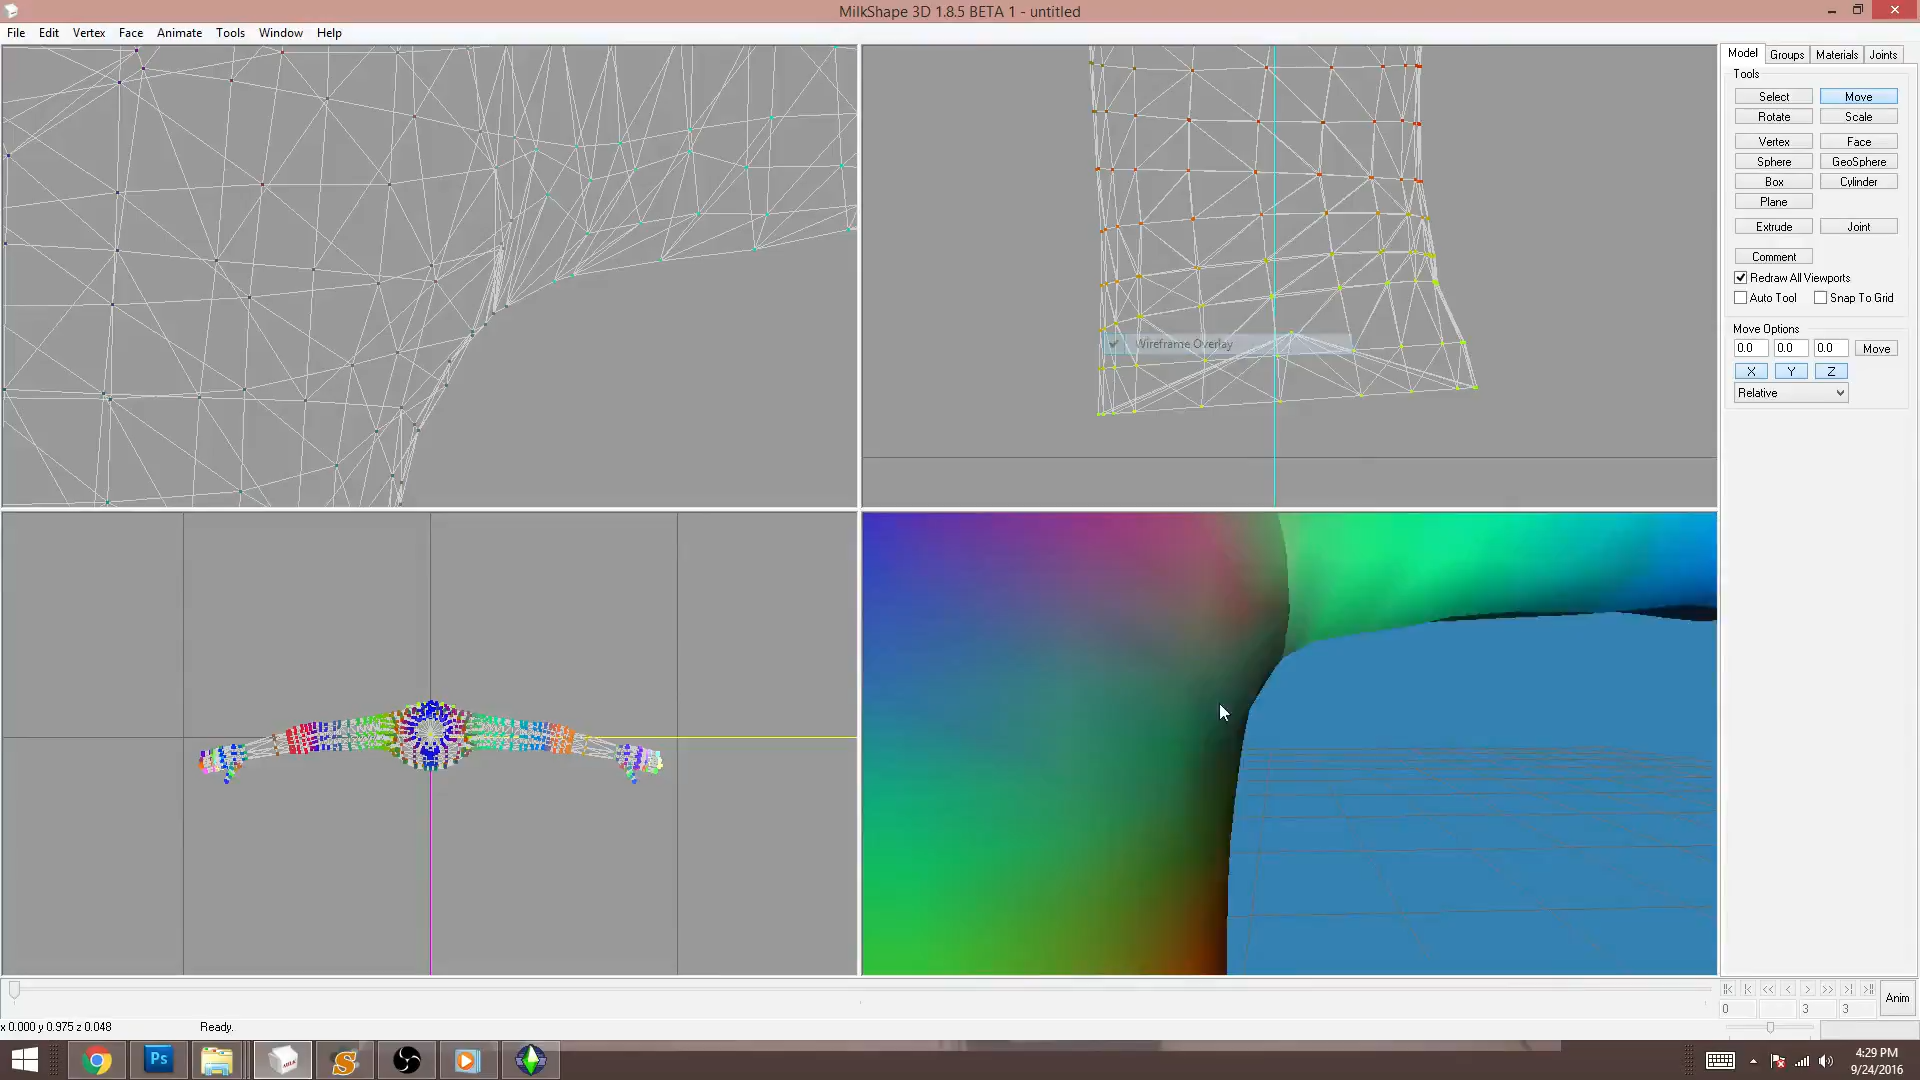 MilkShape 3D 1.8.5 BETA 1 - untitled
File Edit Vertex Face Animate Tools Window Help
Model Groups Materials Joints
Tools
Select Move
Rotate Scale
Vertex Face
Sphere GeoSphere
Box Cylinder
Plane
Extrude Joint
Comment
Redraw All Viewports
Auto Tool Snap To Grid
Move Options
0.0 0.0 0.0 Move
X Y Z
Relative
Wireframe Overlay
Anim
0 3 3
x 0.000 y 0.975 z 0.048 Ready.
Ps
4:29 PM
9/24/2016